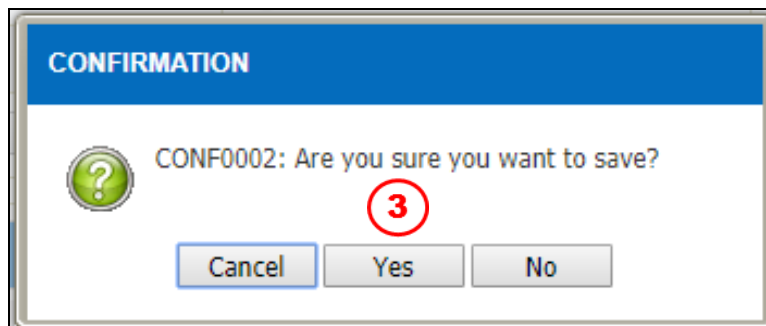 CONFIRMATION
CONF0002: Are you sure you want to save?
3
Cancel Yes No